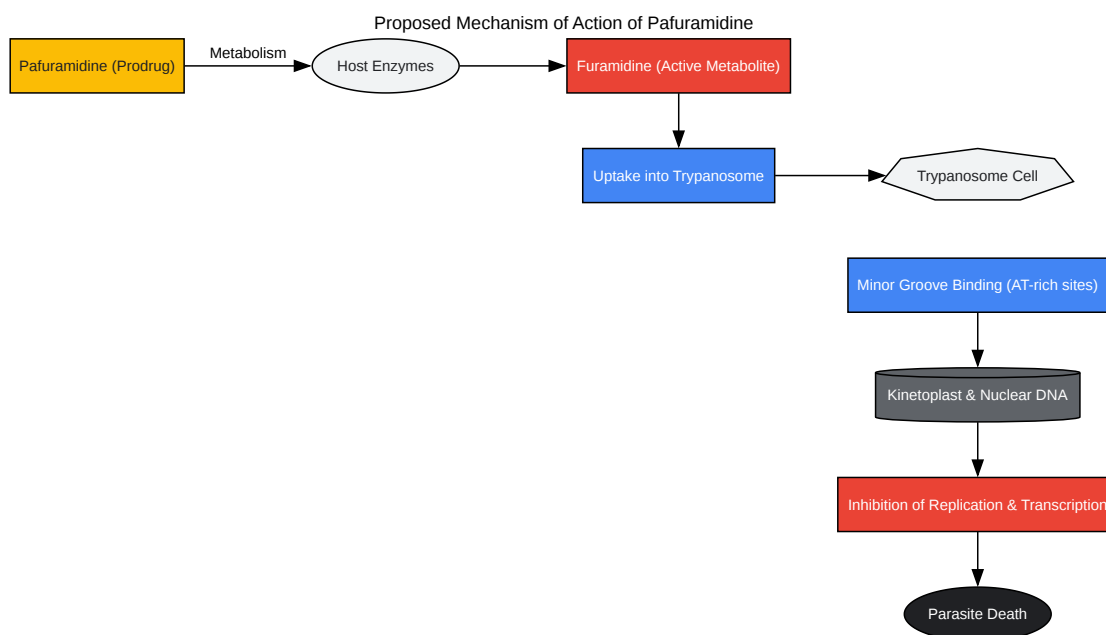 Proposed Mechanism of Action of Pafuramidine
Pafuramidine (Prodrug)
Metabolism
Host Enzymes
Furamidine (Active Metabolite)
Uptake into Trypanosome
Trypanosome Cell
Minor Groove Binding (AT-rich sites)
Kinetoplast & Nuclear DNA
Inhibition of Replication & Transcription
Parasite Death